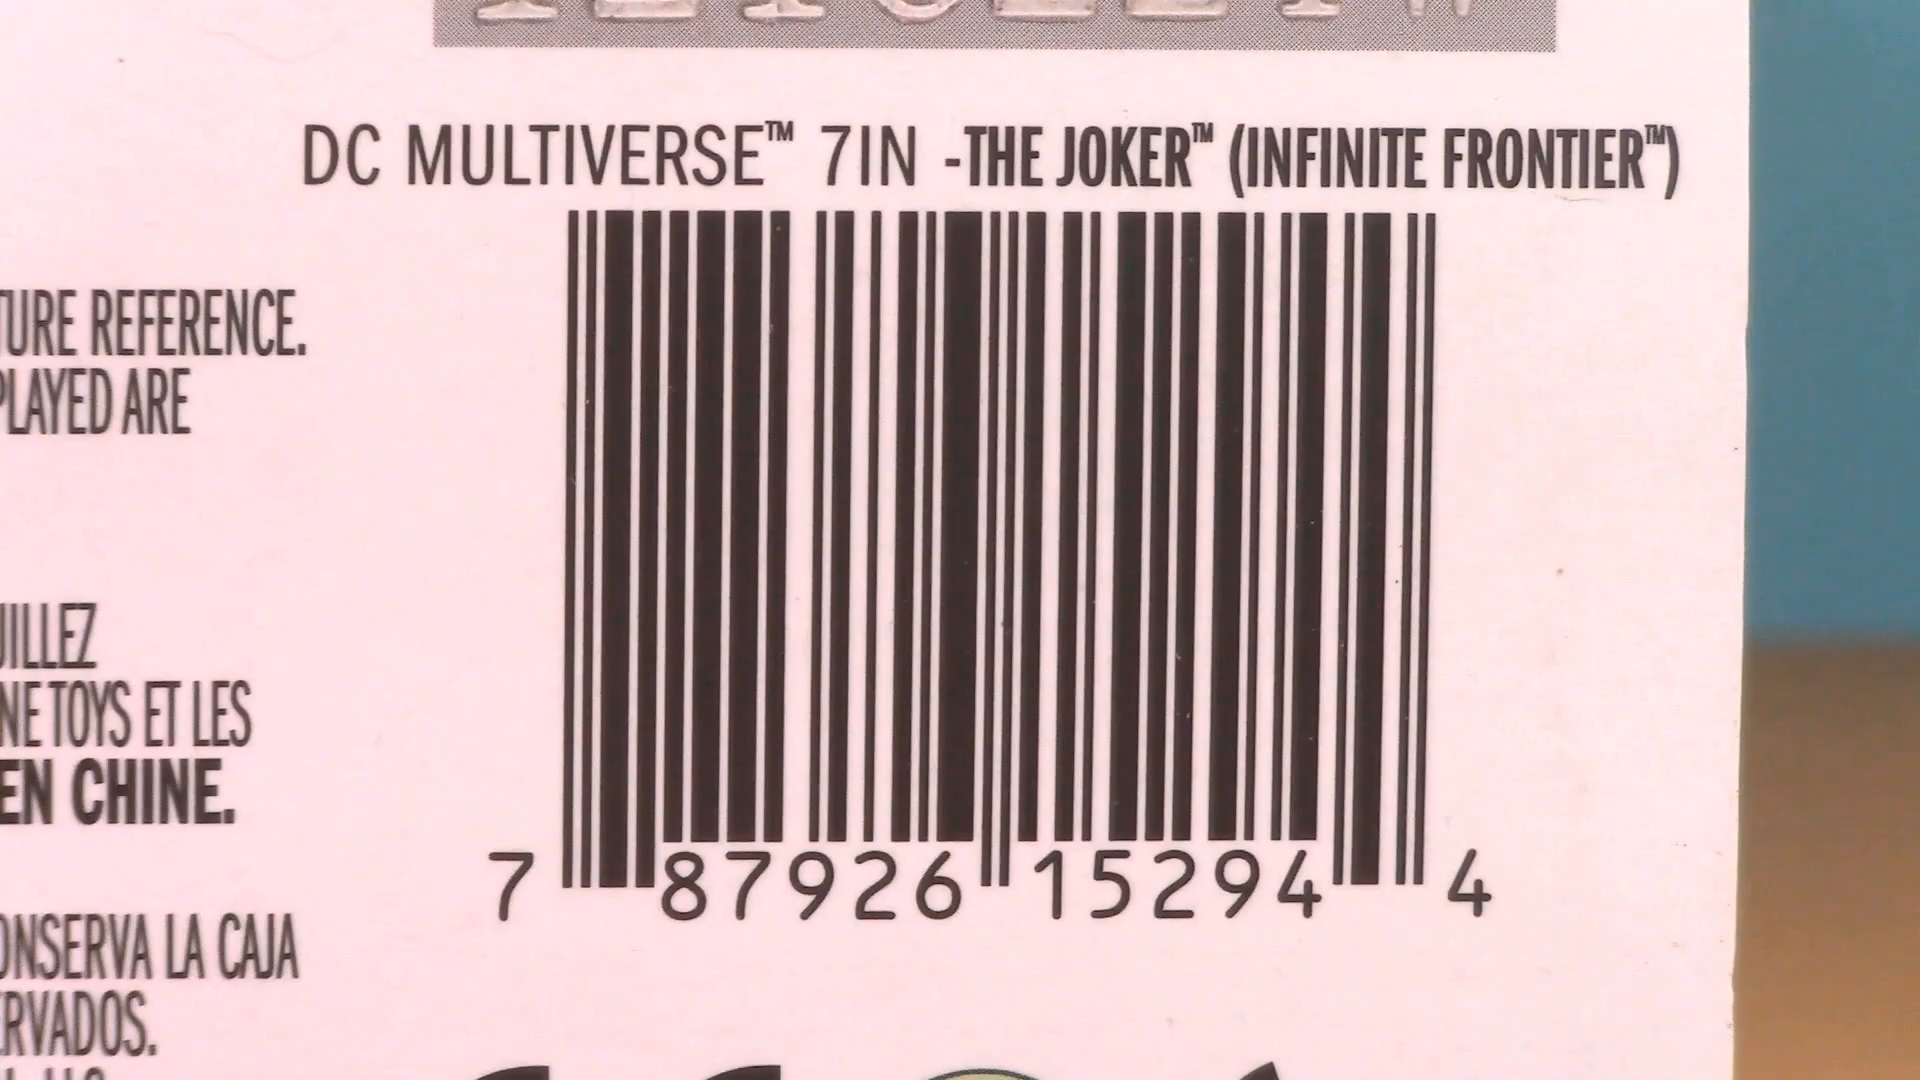 DC MULTIVERSE™ 7IN -THE JOKER™ (INFINITE FRONTIER™)
TURE REFERENCE.
PLAYED ARE
UILLEZ
NE TOYS ET LES
EN CHINE.
7 87926 15294 4
ONSERVA LA CAJA
ERVADOS.